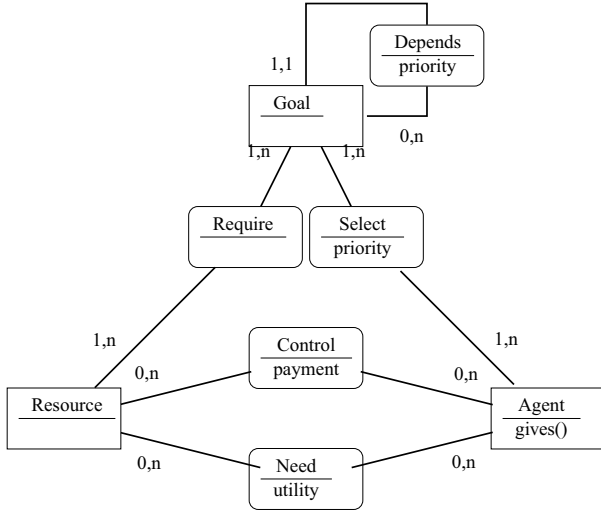 Depends
priority
1,1
Goal
0,n
1,n
1,n
Require
Select
priority
1,n
1,n
Control
payment
0,n
0,n
Resource
Agent
gives()
Need
utility
0,n
0,n